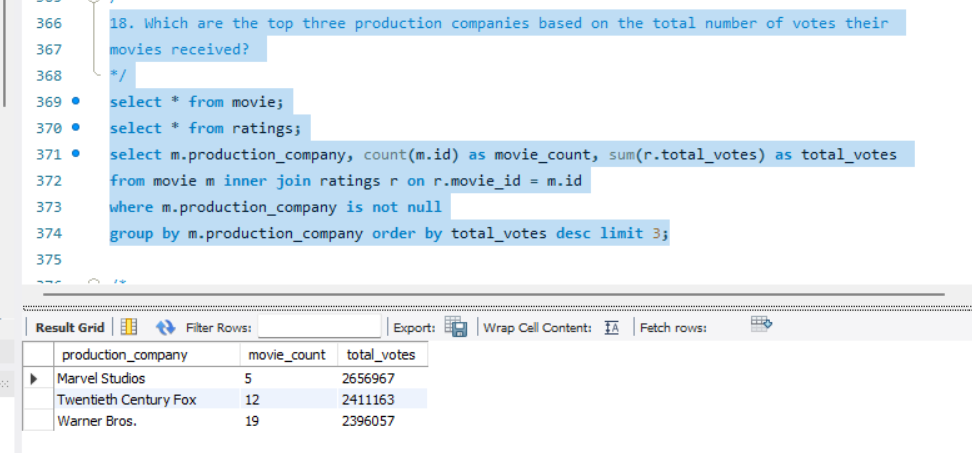 366 18. Which are the top three production companies based on the total number of votes their
367 movies received?
368 */
369 select * from movie;
370 select * from ratings;
371 select m.production_company, count(m.id) as movie_count, sum(r.total_votes) as total_votes
372 from movie m inner join ratings r on r.movie_id = m.id
373 where m.production_company is not null
374 group by m.production_company order by total_votes desc limit 3;
375
Result Grid Filter Rows: Export: Wrap Cell Content: IA Fetch rows:
production_company movie_count total_votes
Marvel Studios 5 2656967
Twentieth Century Fox 12 2411163
Warner Bros. 19 2396057